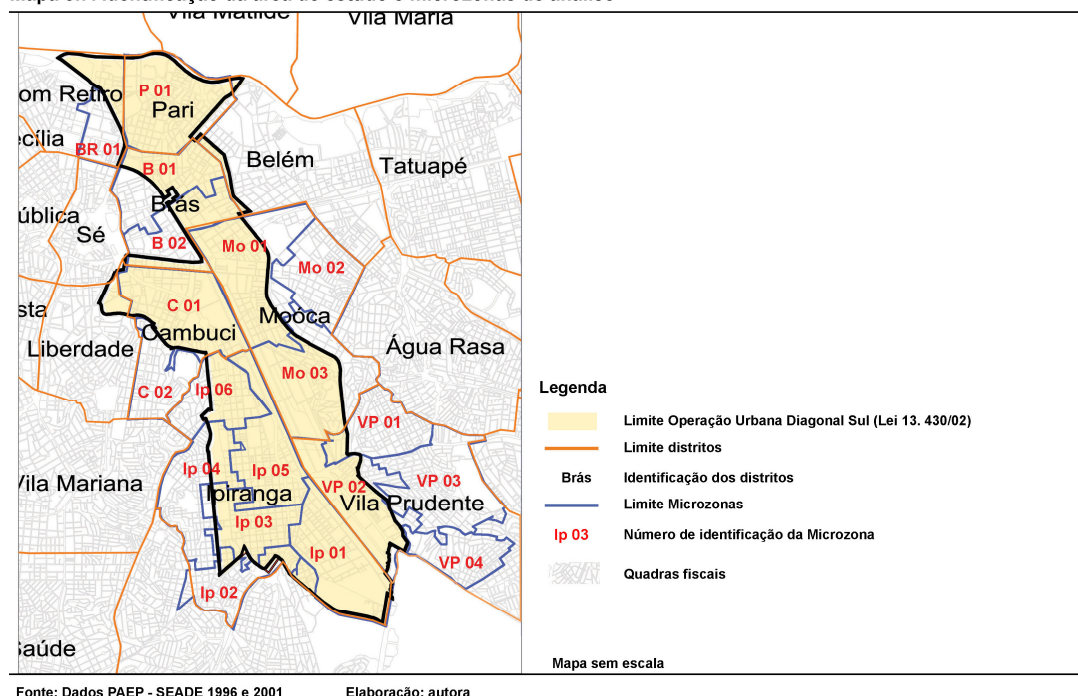 Vila Matilde
Vila Maria
om Retiro
P 01
Pari
ecília
BR 01
B 01
Belém
Tatuapé
Brás
ública
Sé
B 02
Mo 01
Mo 02
sta
C 01
Moóca
Cambuci
Liberdade
Água Rasa
Mo 03
C 02
Ip 06
VP 01
Ip 04
Ip 05
VP 03
Vila Mariana
Ipiranga
VP 02
Vila Prudente
Ip 03
Ip 01
VP 04
Ip 02
Saúde
Legenda
Limite Operação Urbana Diagonal Sul (Lei 13. 430/02)
Limite distritos
Brás Identificação dos distritos
Limite Microzonas
Ip 03 Número de identificação da Microzona
Quadras fiscais
Mapa sem escala
Fonte: Dados PAEP - SEADE 1996 e 2001 Elaboração: autora